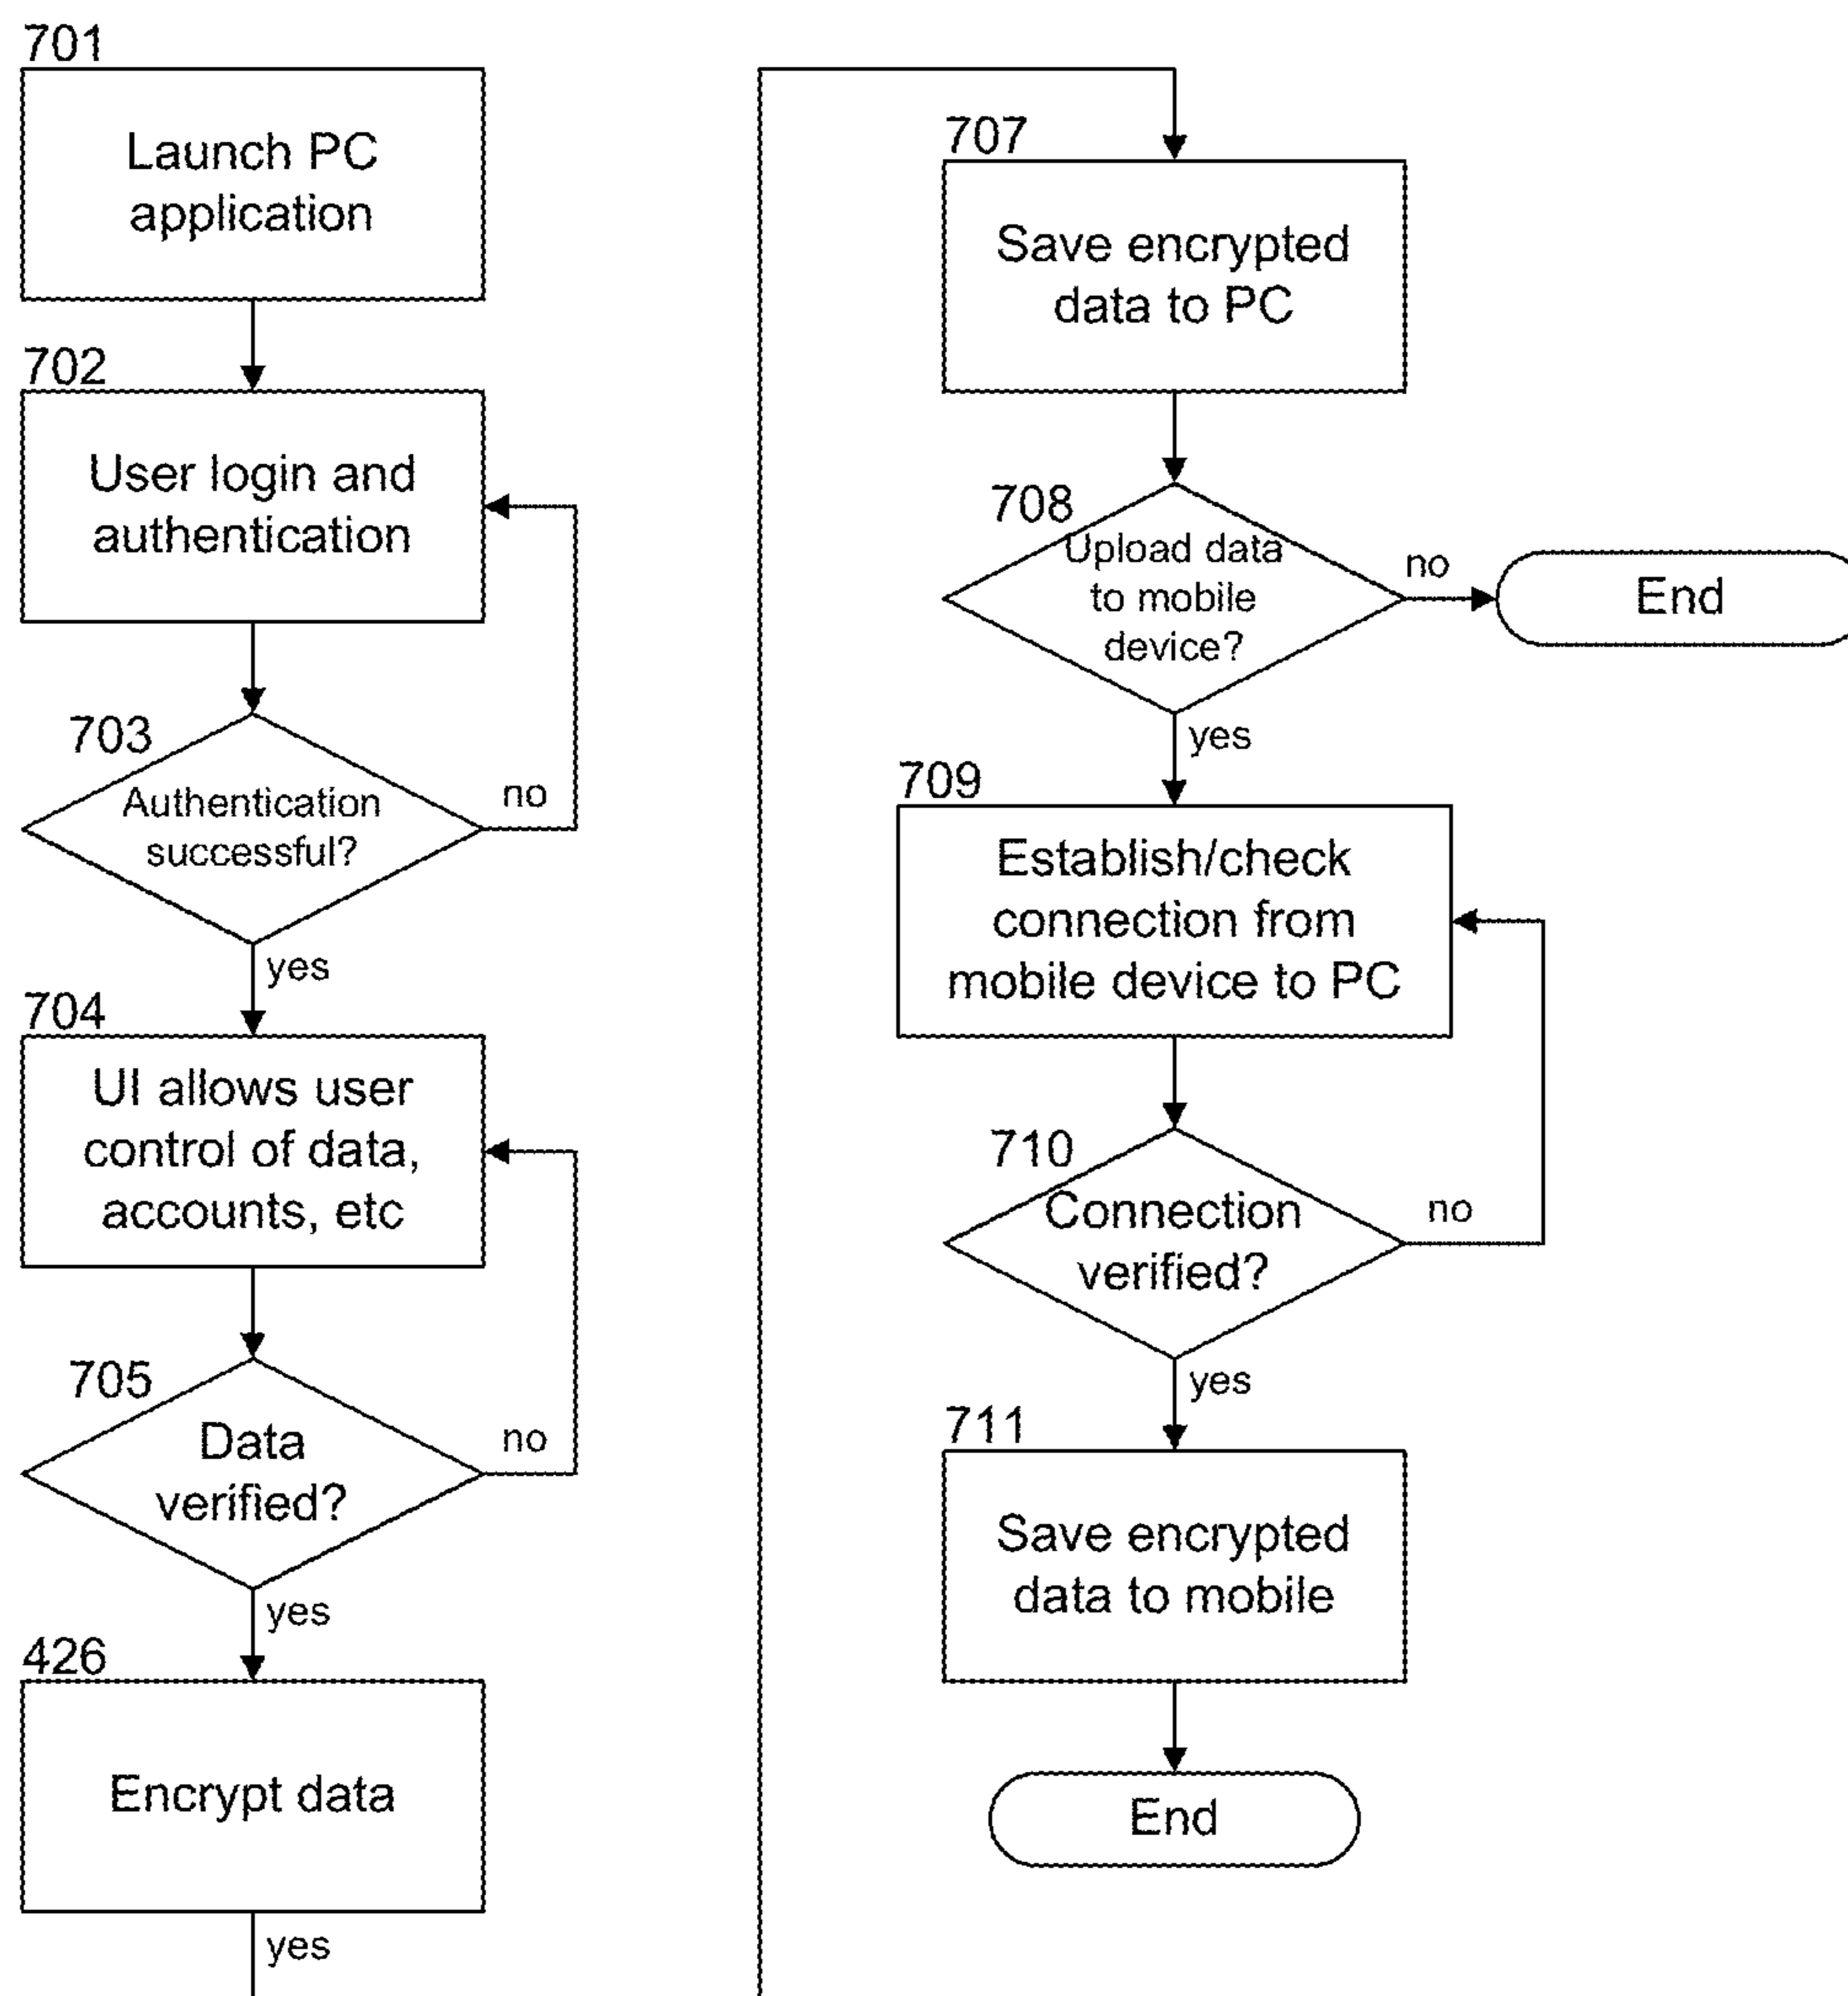 701
Launch PC
application
702
User login and
authentication
703
Authentication
successful?
no
yes
704
UI allows user
control of data,
accounts, etc
705
Data
verified?
no
yes
426
Encrypt data
yes
707
Save encrypted
data to PC
708
Upload data
to mobile
device?
no
End
yes
709
Establish/check
connection from
mobile device to PC
710
Connection
verified?
no
yes
711
Save encrypted
data to mobile
End